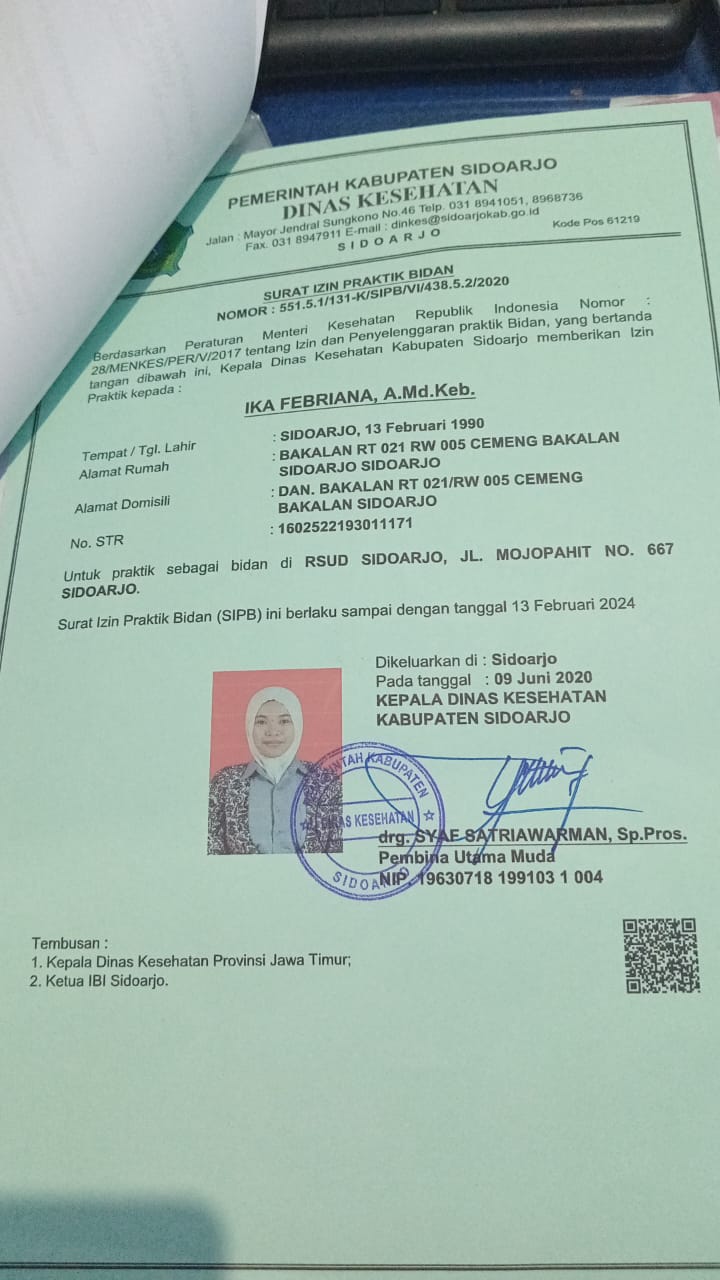 PEMERINTAH KABUPATEN SIDOARJO
DINAS KESEHATAN
Jalan : Mayor Jendral Sungkono No.46 Telp. 031 8941051, 8968736
Fax. 031 8947911 E-mail : dinkes@sidoarjokab.go.id
Kode Pos 61219
SIDOARJO
SURAT IZIN PRAKTIK BIDAN
NOMOR : 551.5.1/131-K/SIPB/VI/438.5.2/2020
Berdasarkan Peraturan Menteri Kesehatan Republik Indonesia Nomor :
28/MENKES/PER/V/2017 tentang Izin dan Penyelenggaran praktik Bidan, yang bertanda
tangan dibawah ini, Kepala Dinas Kesehatan Kabupaten Sidoarjo memberikan Izin
Praktik kepada :
IKA FEBRIANA, A.Md.Keb.
Tempat / Tgl. Lahir : SIDOARJO, 13 Februari 1990
Alamat Rumah : BAKALAN RT 021 RW 005 CEMENG BAKALAN
SIDOARJO SIDOARJO
Alamat Domisili : DAN. BAKALAN RT 021/RW 005 CEMENG
BAKALAN SIDOARJO
No. STR : 1602522193011171
Untuk praktik sebagai bidan di RSUD SIDOARJO, JL. MOJOPAHIT NO. 667
SIDOARJO.
Surat Izin Praktik Bidan (SIPB) ini berlaku sampai dengan tanggal 13 Februari 2024
Dikeluarkan di : Sidoarjo
Pada tanggal : 09 Juni 2020
KEPALA DINAS KESEHATAN
KABUPATEN SIDOARJO
KABUPATEN
KESEHATAN
drg. SYAF SATRIAWARMAN, Sp.Pros.
Pembina Utama Muda
NIP. 19630718 199103 1 004
Tembusan :
1. Kepala Dinas Kesehatan Provinsi Jawa Timur;
2. Ketua IBI Sidoarjo.